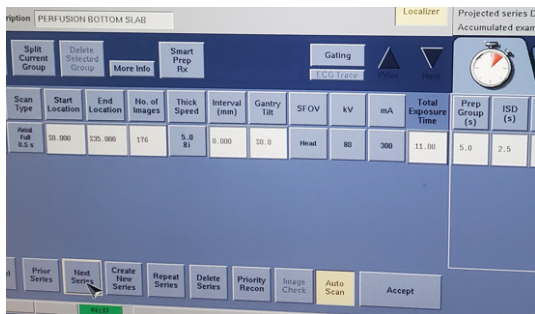 ription PERFUSION BOTTOM SLAB
Localizer
Projected series D
Accumulated exam
Split Current Group
Delete Selected Group
More Info
Smart Prep Rx
Gating
ECG Trace
Prior
Next
Scan Type
Start Location
End Location
No. of Images
Thick Speed
Interval (mm)
Gantry Tilt
SFOV
kV
mA
Total Exposure Time
Prep Group (s)
ISD (s)
Axial Full 0.5 s
S0.000
S35.000
176
5.0 8i
0.000
S0.0
Head
80
300
11.00
5.0
2.5
el
Prior Series
Next Series
Create New Series
Repeat Series
Delete Series
Priority Recon
Image Check
Auto Scan
Accept